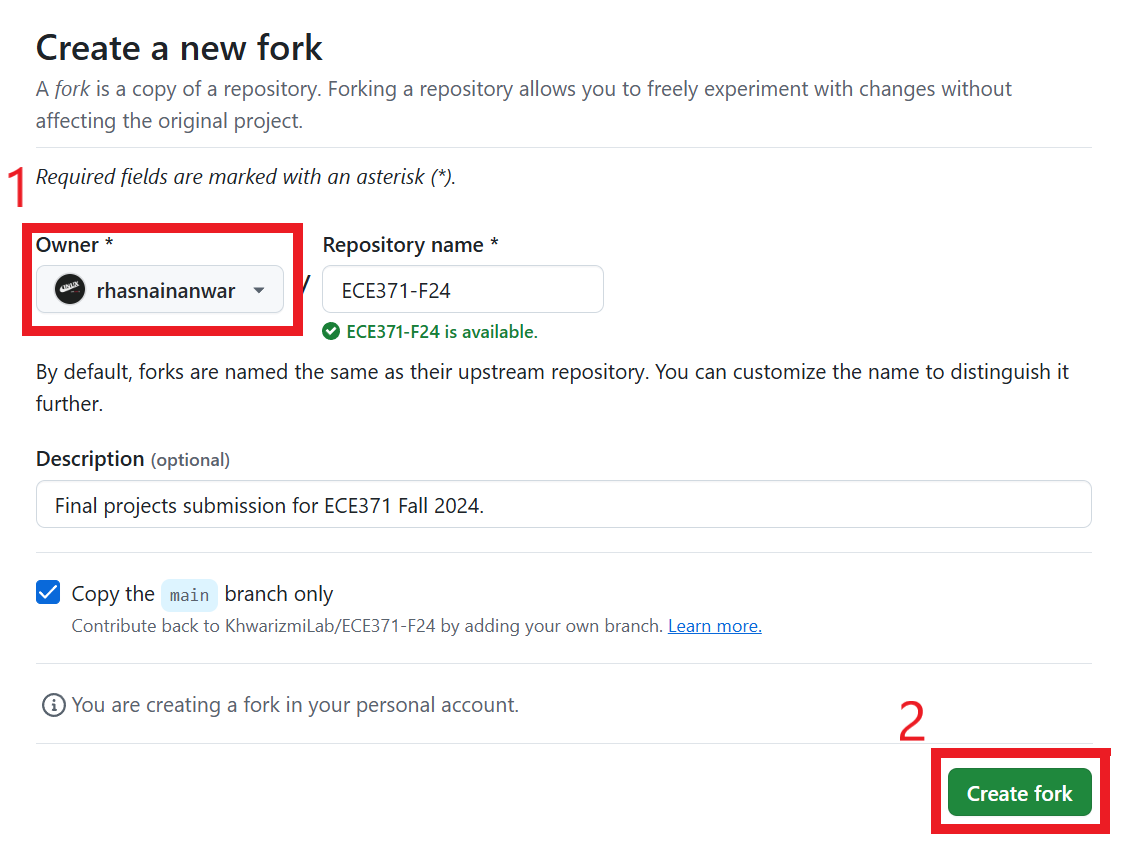 Create a new fork
A fork is a copy of a repository. Forking a repository allows you to freely experiment with changes without
affecting the original project.
1
Required fields are marked with an asterisk (*).
Owner *
Repository name *
rhasnainanwar
/
ECE371-F24
ECE371-F24 is available.
By default, forks are named the same as their upstream repository. You can customize the name to distinguish it
further.
Description (optional)
Final projects submission for ECE371 Fall 2024.
Copy the main branch only
Contribute back to KhwarizmiLab/ECE371-F24 by adding your own branch. Learn more.
You are creating a fork in your personal account.
2
Create fork